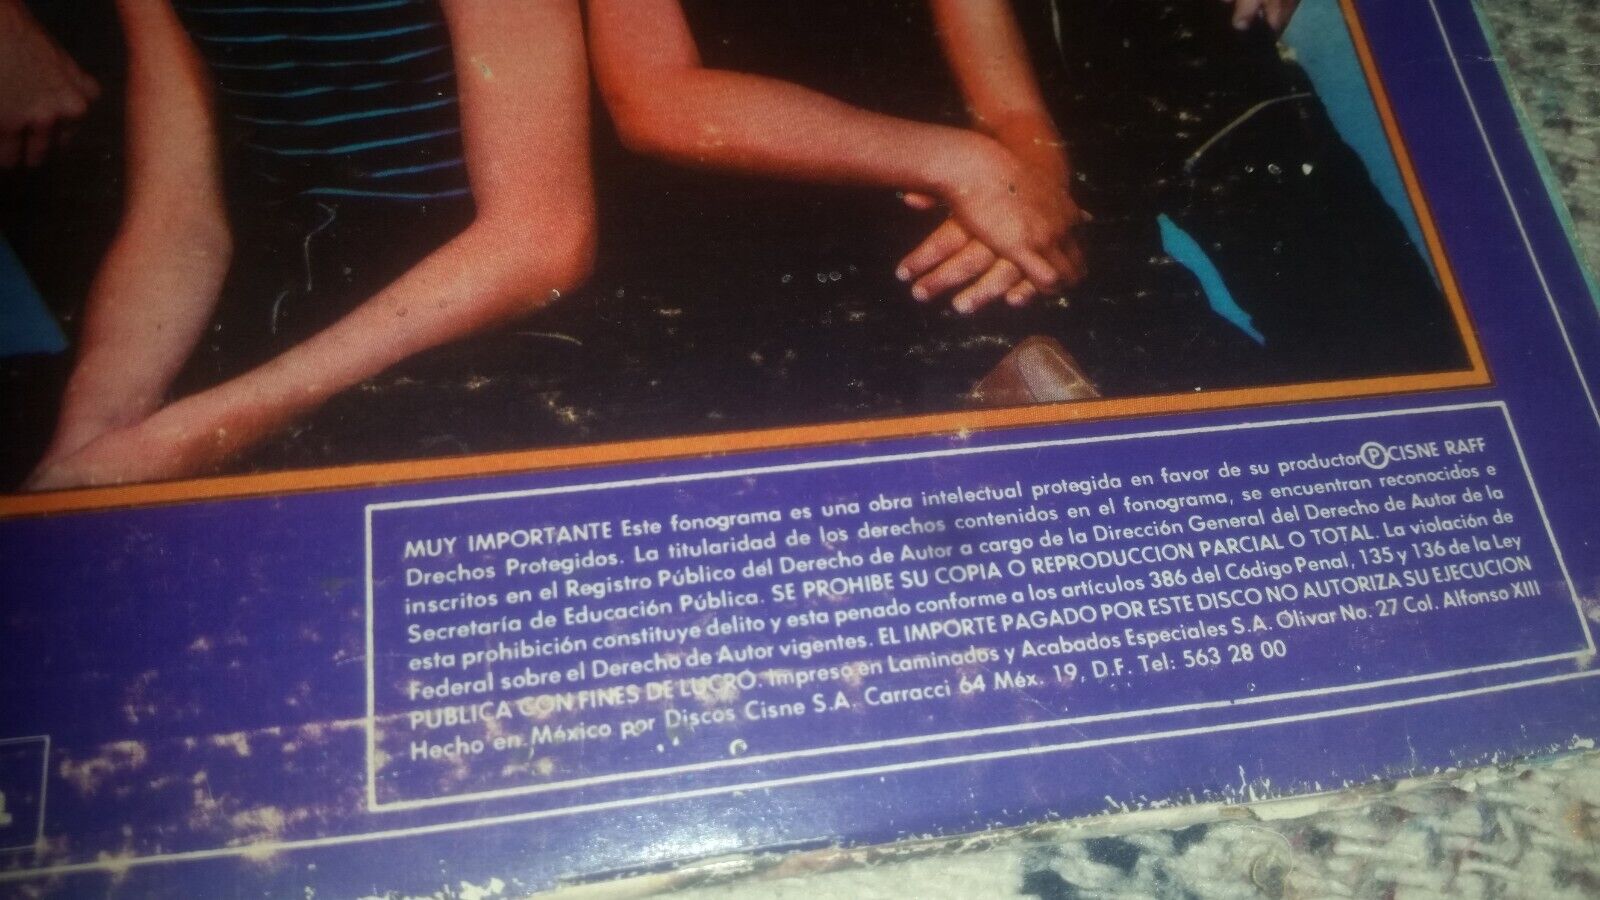 MUY IMPORTANTE Este fonograma es una obra intelectual protegida en favor de su productor Ⓟ CISNE RAFF
Drechos Protegidos. La titularidad de los derechos contenidos en el fonograma, se encuentran reconocidos e
inscritos en el Registro Público del Derecho de Autor a cargo de la Dirección General del Derecho de Autor de la
Secretaría de Educación Pública. SE PROHIBE SU COPIA O REPRODUCCION PARCIAL O TOTAL. La violación de
esta prohibición constituye delito y esta penado conforme a los artículos 386 del Código Penal, 135 y 136 de la Ley
Federal sobre el Derecho de Autor vigentes. EL IMPORTE PAGADO POR ESTE DISCO NO AUTORIZA SU EJECUCION
PUBLICA CON FINES DE LUCRO. Impreso en Laminados y Acabados Especiales S.A. Olivar No. 27 Col. Alfonso XIII
Hecho en México por Discos Cisne S.A. Carracci 64 Méx. 19, D.F. Tel: 563 28 00